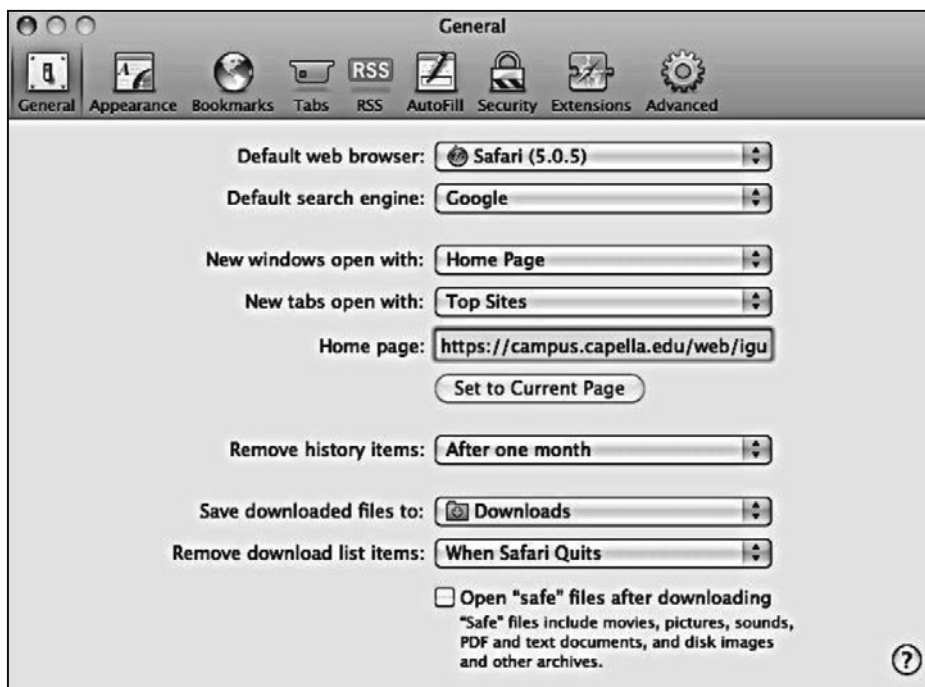 General
RSS
General Appearance Bookmarks Tabs RSS AutoFill Security Extensions Advanced
Default web browser: Safari (5.0.5)
Default search engine: Google
New windows open with: Home Page
New tabs open with: Top Sites
Home page: https://campus.capella.edu/web/igu
Set to Current Page
Remove history items: After one month
Save downloaded files to: Downloads
Remove download list items: When Safari Quits
Open "safe" files after downloading
"Safe" files include movies, pictures, sounds,
PDF and text documents, and disk images
and other archives.
?